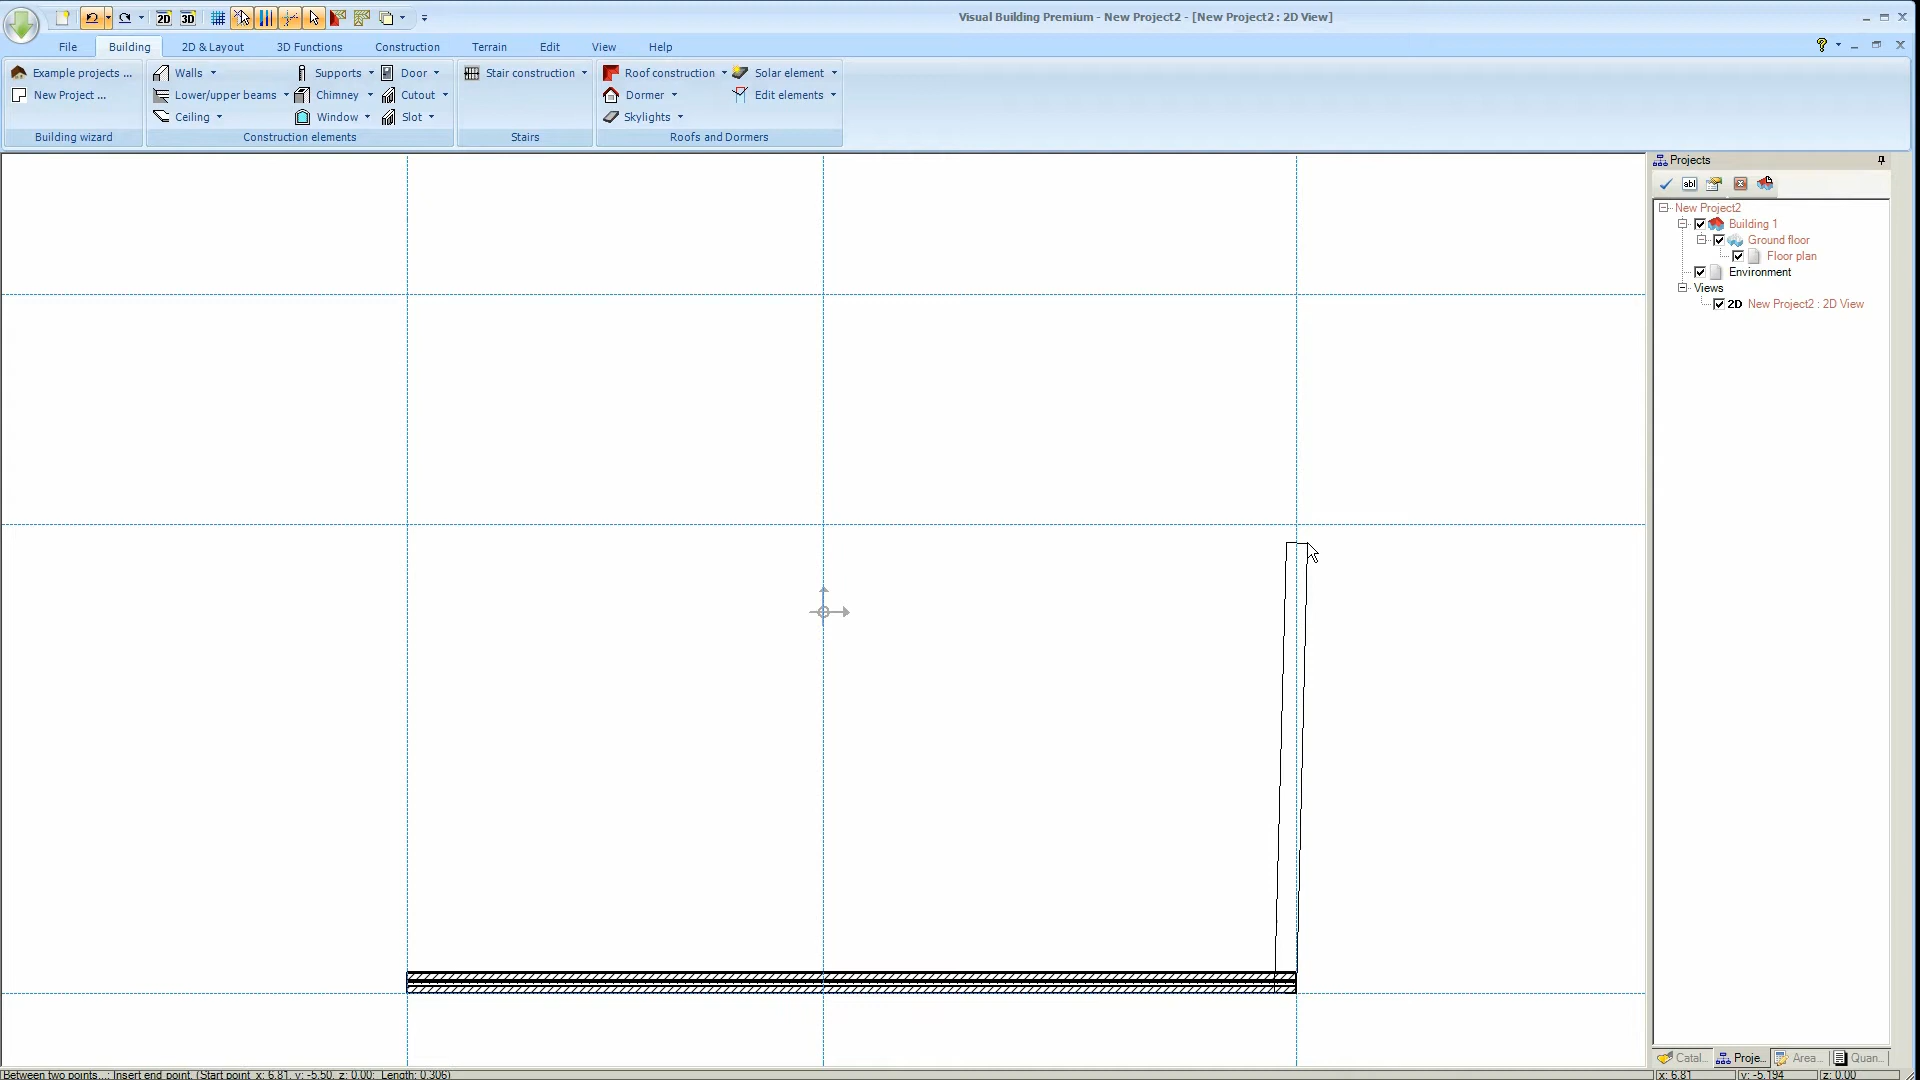 2D 3D
Visual Building Premium - New Project2 - [New Project2 : 2D View]
File Building 2D & Layout 3D Functions Construction Terrain Edit View Help
Example projects ... Walls Supports Door Stair construction Roof construction Solar element
New Project ... Lower/upper beams Chimney Cutout Dormer Edit elements
Ceiling Window Slot Skylights
Building wizard Construction elements Stairs Roofs and Dormers
Projects
abl
New Project2
Building 1
Ground floor
Floor plan
Environment
Views
2D New Project2 : 2D View
Catal... Proje... Area... Quan...
Between two points...: Insert end point. (Start point x: 6.81, y: -5.50, z: 0.00; Length: 0.306)
x: 6.81 y: -5.194 z: 0.00